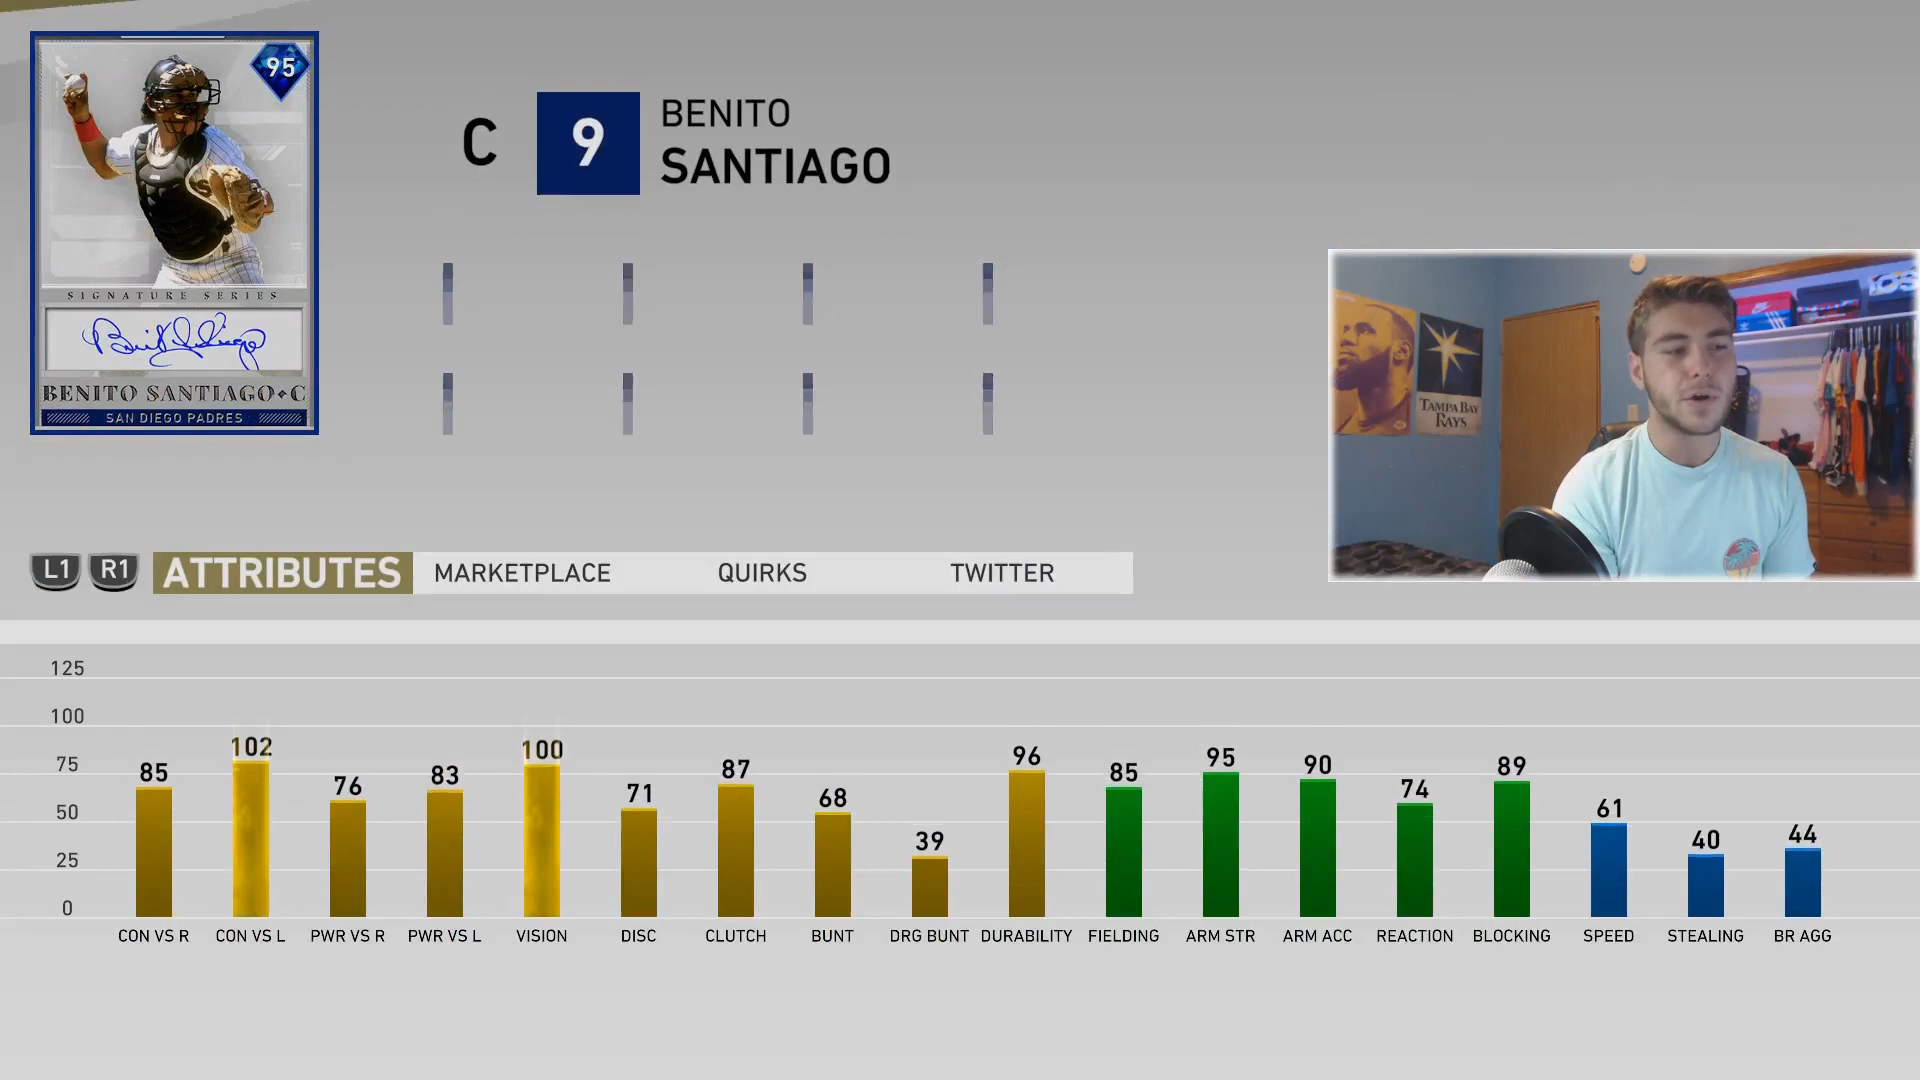 95
SIGNATURE SERIES
BENITO SANTIAGO C
SAN DIEGO PADRES
C
9
BENITO
SANTIAGO
TAMPA BAY
RAYS
L1 R1 ATTRIBUTES MARKETPLACE QUIRKS TWITTER
125
100
75
50
25
0
85 102 76 83 100 71 87 68 39 96 85 95 90 74 89 61 40 44
CON VS R CON VS L PWR VS R PWR VS L VISION DISC CLUTCH BUNT DRG BUNT DURABILITY FIELDING ARM STR ARM ACC REACTION BLOCKING SPEED STEALING BR AGG